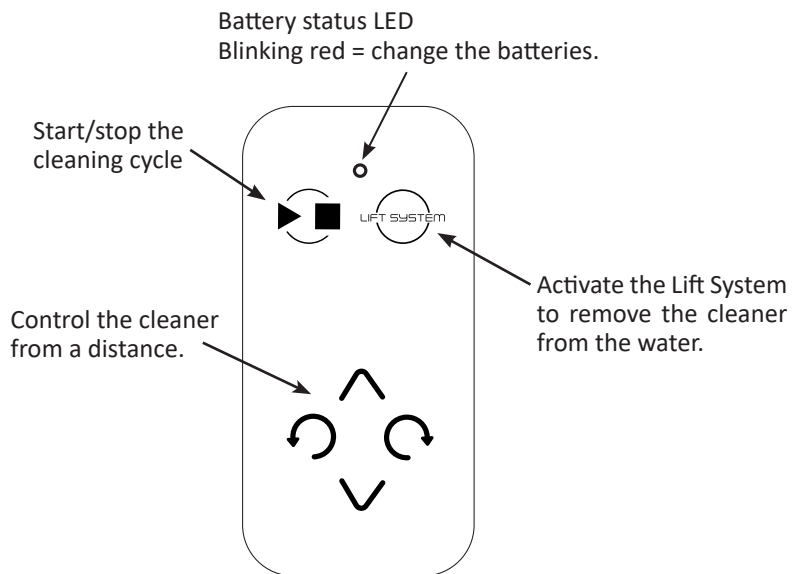 Battery status LED
Blinking red = change the batteries.
Start/stop the
cleaning cycle
LIFT SYSTEM
Activate the Lift System
to remove the cleaner
from the water.
Control the cleaner
from a distance.